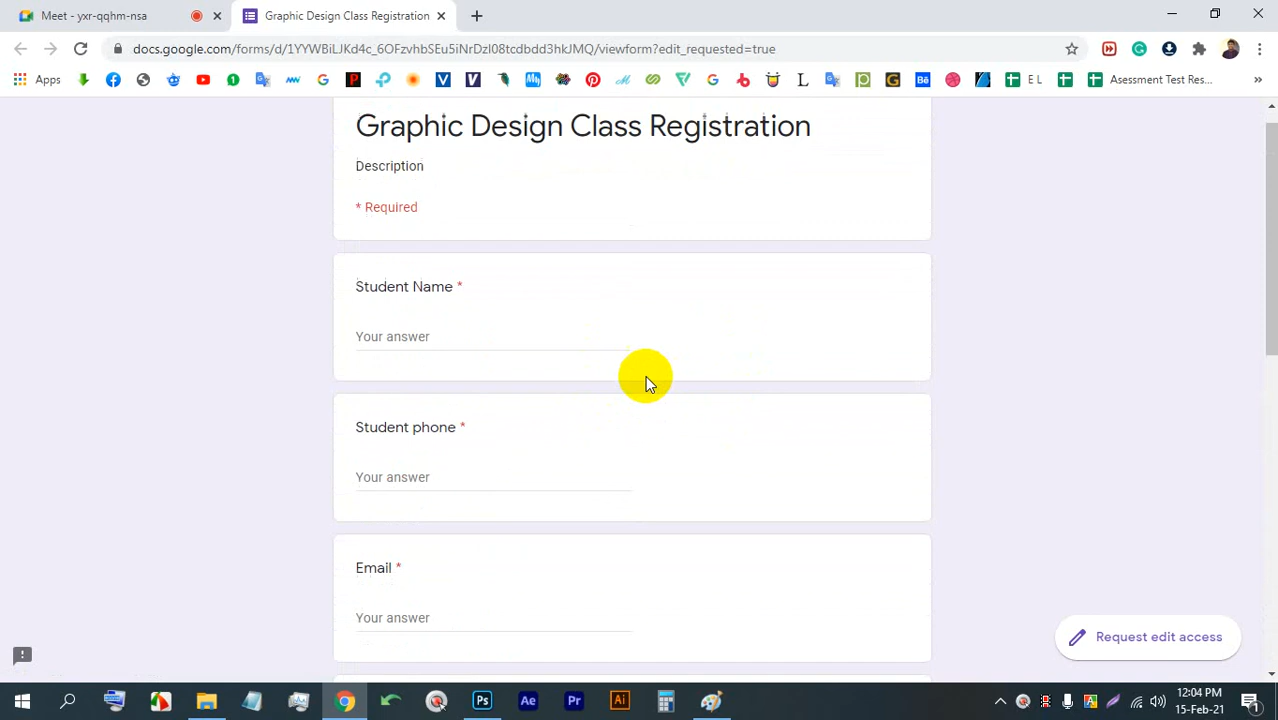 Meet - yxr-qqhm-nsa
Graphic Design Class Registration
docs.google.com/forms/d/1YYWBiLJKd4c_6OFzvhbSEu5iNrDzI08tcdbdd3hkJMQ/viewform?edit_requested=true
Apps
E L
Asessment Test Res...
Graphic Design Class Registration
Description
* Required
Student Name *
Your answer
Student phone *
Your answer
Email *
Your answer
Request edit access
12:04 PM
15-Feb-21